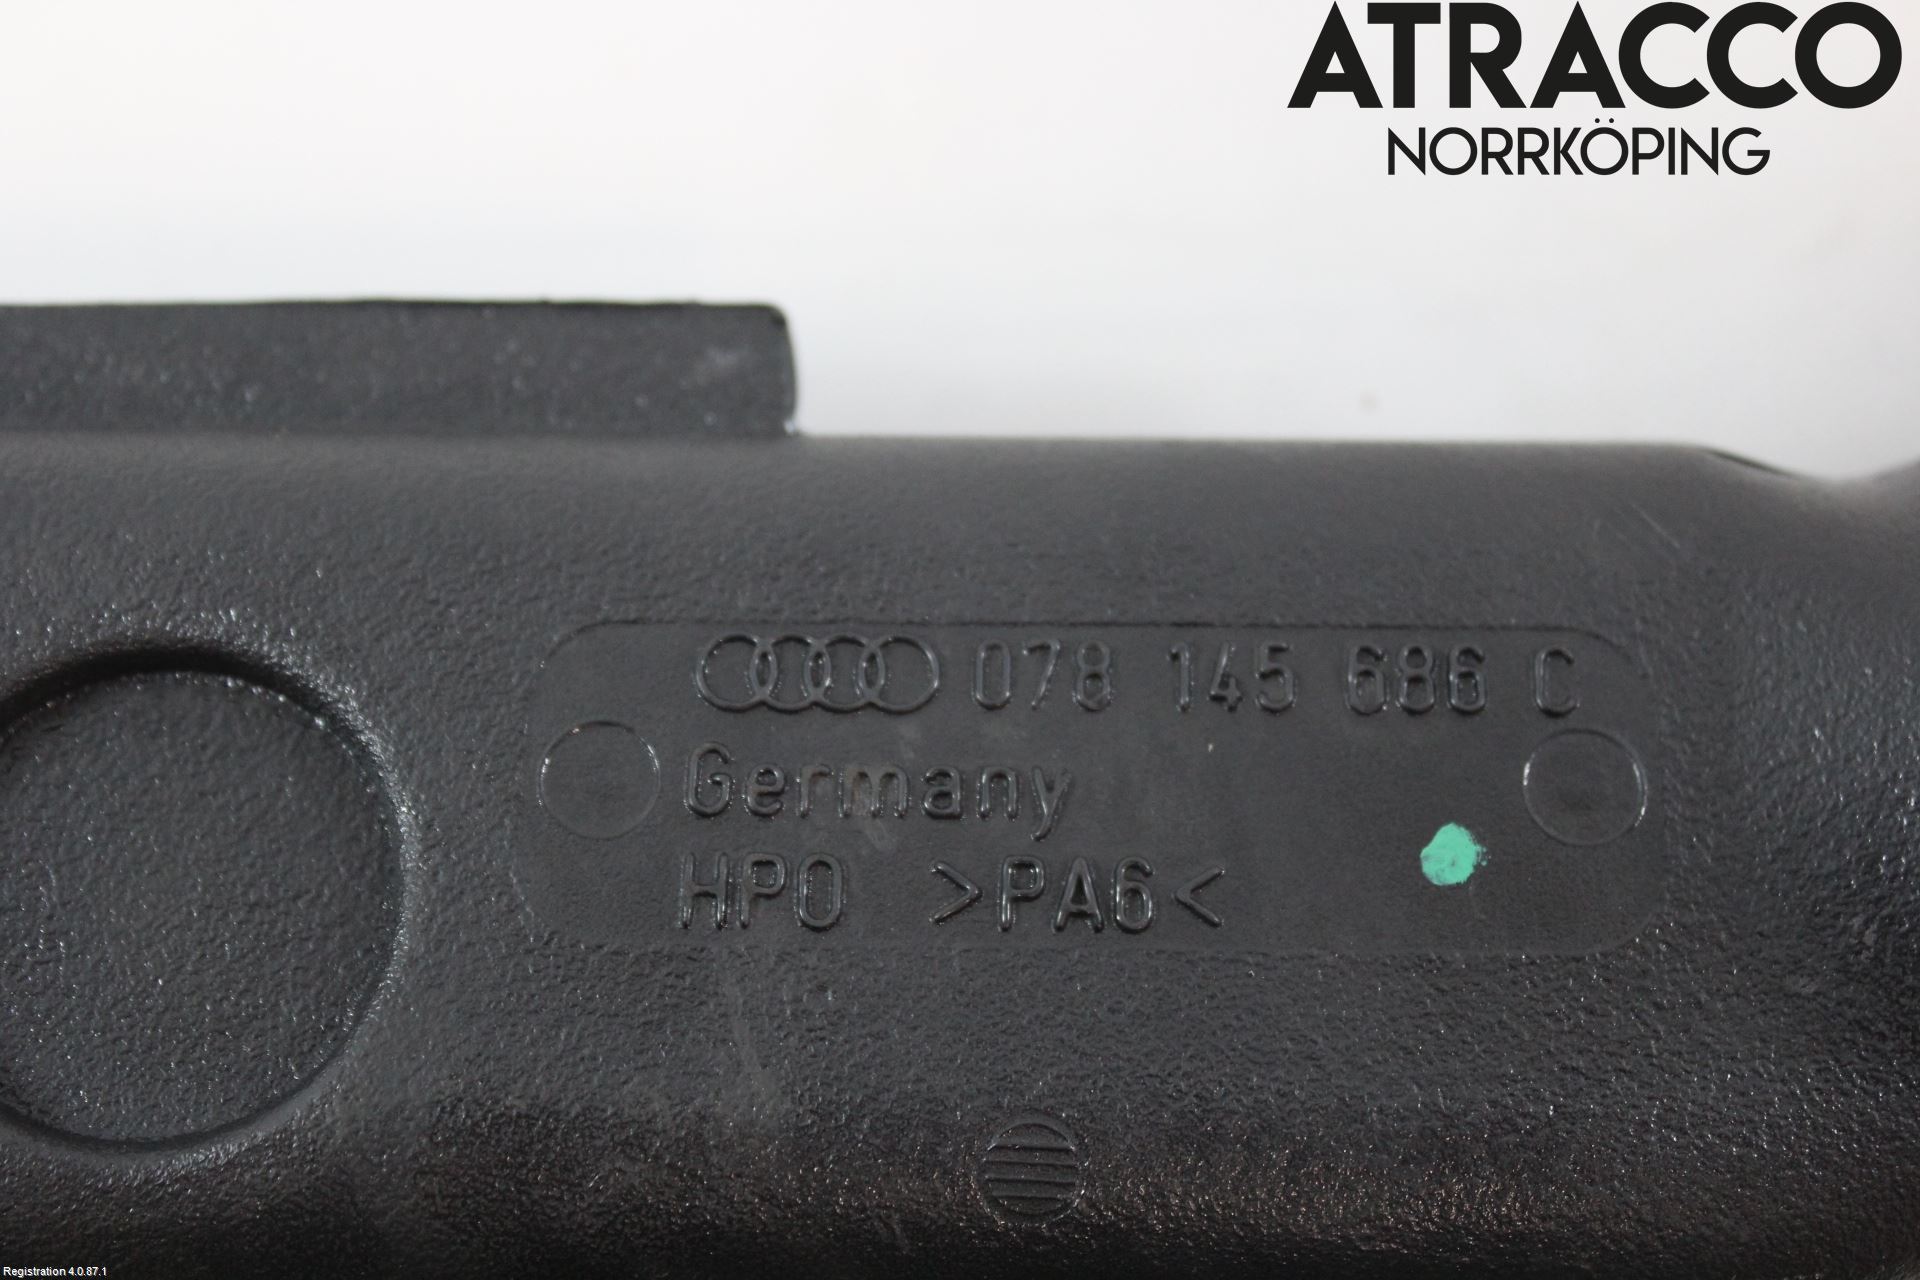 ATRACCO
NORRKÖPING
078 145 686 C
Germany
HPO >PA6<
Registration 4.0.87.1